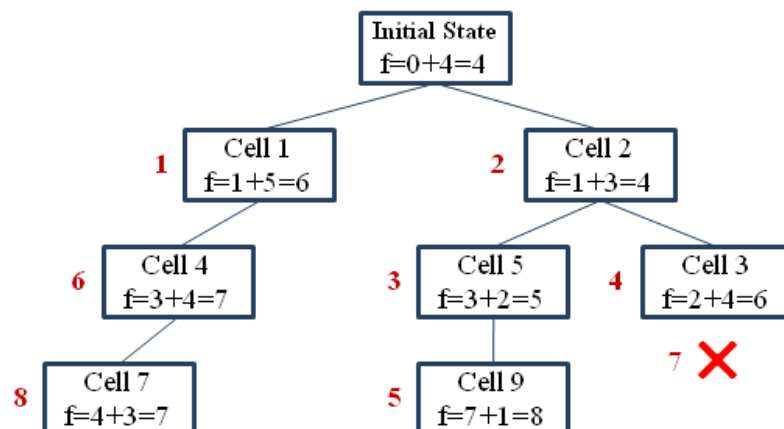 Initial State
f=0+4=4
1
Cell 1
f=1+5=6
2
Cell 2
f=1+3=4
6
Cell 4
f=3+4=7
3
Cell 5
f=3+2=5
4
Cell 3
f=2+4=6
7
8
Cell 7
f=4+3=7
5
Cell 9
f=7+1=8